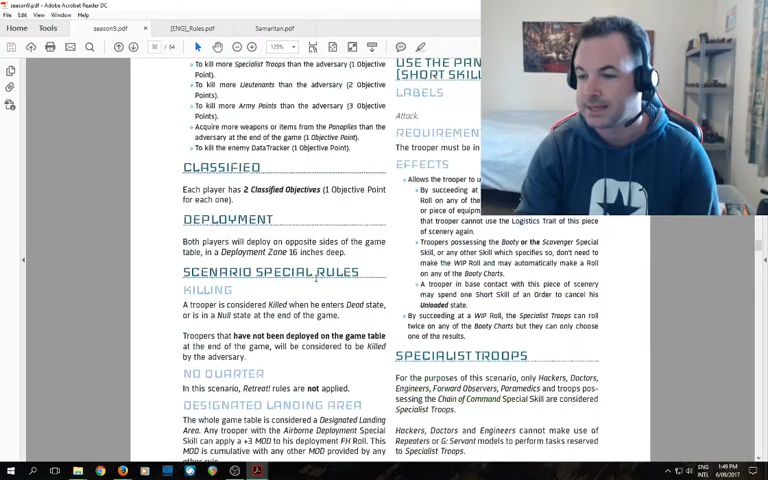 season9.pdf - Adobe Acrobat Reader DC
File Edit View Window Help
Home Tools season9.pdf [ENG]_Rules.pdf Samaritan.pdf
30 / 64 125%
To kill more Specialist Troops than the adversary (1 Objective
Point).
To kill more Lieutenants than the adversary (2 Objective
Points).
To kill more Army Points than the adversary (3 Objective
Points).
Acquire more weapons or items from the Panoplies than the
adversary at the end of the game (1 Objective Point).
To kill the enemy DataTracker (1 Objective Point).
CLASSIFIED
Each player has 2 Classified Objectives (1 Objective Point
for each one).
DEPLOYMENT
Both players will deploy on opposite sides of the game
table, in a Deployment Zone 16 inches deep.
SCENARIO SPECIAL RULES
KILLING
A trooper is considered Killed when he enters Dead state,
or is in a Null state at the end of the game.
Troopers that have not been deployed on the game table
at the end of the game, will be considered to be Killed
by the adversary.
NO QUARTER
In this scenario, Retreat! rules are not applied.
DESIGNATED LANDING AREA
The whole game table is considered a Designated Landing
Area. Any trooper with the Airborne Deployment Special
Skill can apply a +3 MOD to his deployment PH Roll. This
MOD is cumulative with any other MOD provided by any
USE THE PAN
(SHORT SKILL
LABELS
Attack.
REQUIREMEN
The trooper must be in
EFFECTS
Allows the trooper to u
By succeeding at
Roll on any of the
or piece of equipm
that trooper cannot use the Logistics Trait of this piece
of scenery again.
Troopers possessing the Booty or the Scavenger Special
Skill, or any other Skill which specifies so, don't need to
make the WIP Roll and may automatically make a Roll
on any of the Booty Charts.
A trooper in base contact with this piece of scenery
may spend one Short Skill of an Order to cancel his
Unloaded state.
By succeeding at a WIP Roll, the Specialist Troops can roll
twice on any of the Booty Charts but they can only choose
one of the results.
SPECIALIST TROOPS
For the purposes of this scenario, only Hackers, Doctors,
Engineers, Forward Observers, Paramedics and troops pos-
sessing the Chain of Command Special Skill are considered
Specialist Troops.
Hackers, Doctors and Engineers cannot make use of
Repeaters or G: Servant models to perform tasks reserved
to Specialist Troops.
ENG 1:49 PM
INTL 6/09/2017